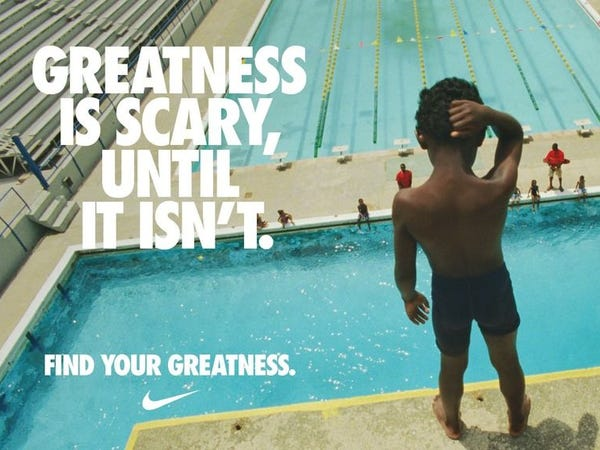 GREATNESS
IS SCARY,
UNTIL
IT ISN'T.
FIND YOUR GREATNESS.